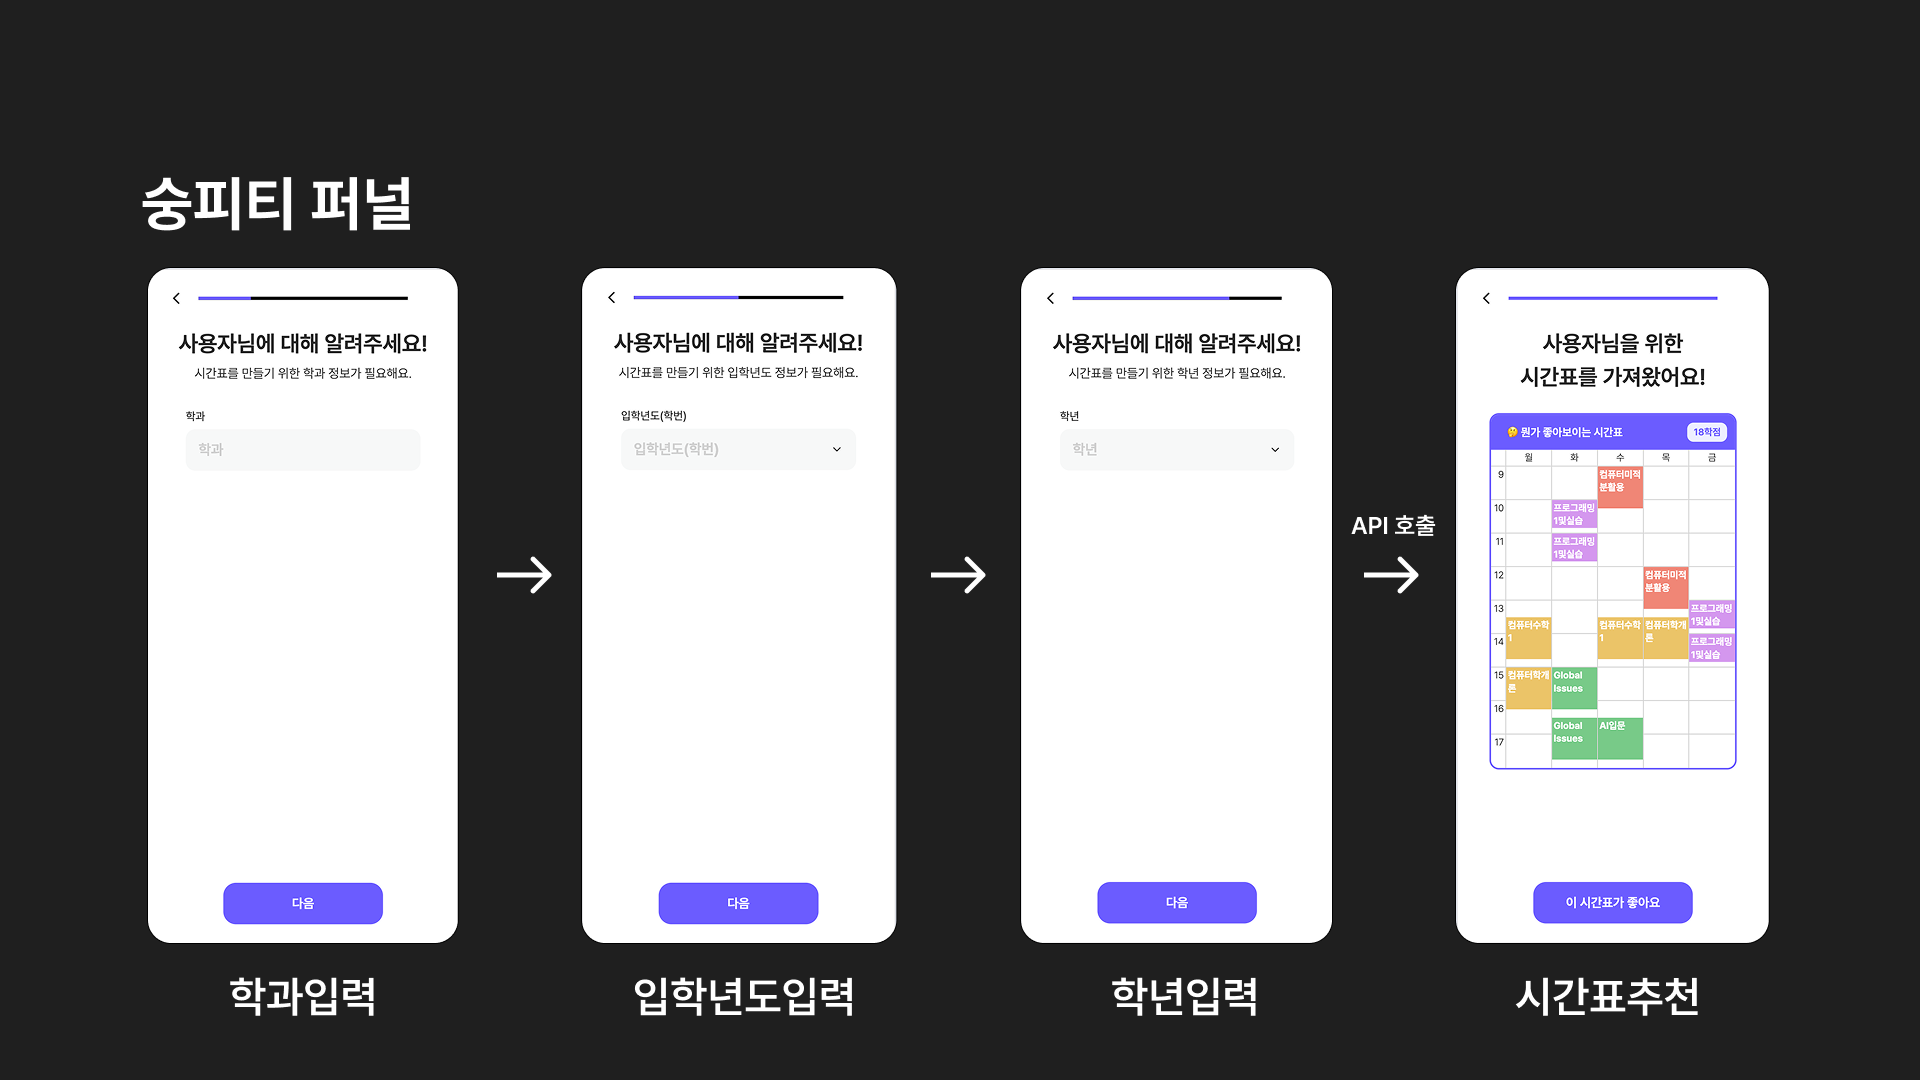 숭피티 퍼널
사용자님에 대해 알려주세요!
시간표를 만들기 위한 학과 정보가 필요해요.
학과
학과
다음
학과입력
사용자님에 대해 알려주세요!
시간표를 만들기 위한 입학년도 정보가 필요해요.
입학년도(학번)
입학년도(학번)
다음
입학년도입력
사용자님에 대해 알려주세요!
시간표를 만들기 위한 학년 정보가 필요해요.
학년
학년
다음
학년입력
API 호출
사용자님을 위한
시간표를 가져왔어요!
🤔 뭔가 좋아보이는 시간표 18학점
월 화 수 목 금
9 컴퓨터미적
분활용
10 프로그래밍
1및실습
11 프로그래밍
1및실습
12 컴퓨터미적
분활용
13 프로그래밍
1및실습
컴퓨터수학 컴퓨터수학 컴퓨터학개
1 1 론
14 프로그래밍
1및실습
15 컴퓨터학개 Global
론 Issues
16
Global AI입문
Issues
17
이 시간표가 좋아요
시간표추천